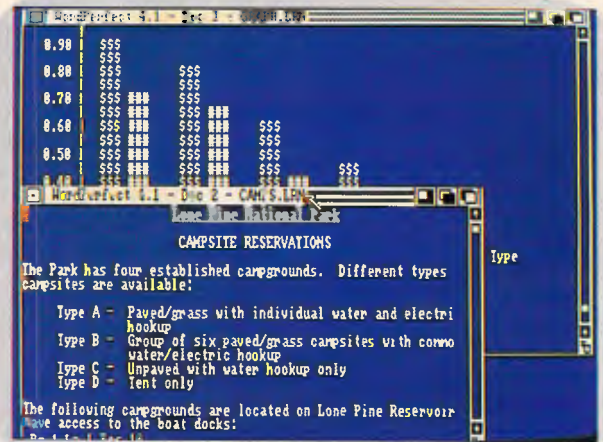 WordPerfect 4.1 - Doc 1 -
0.90 $$$
$$$
0.80 $$$ $$$
$$$ $$$
0.70 $$$ ### $$$
$$$ ### $$$ ###
0.60 $$$ ### $$$ ### $$$
$$$ ### $$$ ### $$$
0.50 $$$ ### $$$ ### $$$
$$$ ### $$$ ### $$$ $$$
$$$ ### $$$ ### $$$ ### $$$
WordPerfect 4.1 - Doc 2 -
Lone Pine National Park
CAMPSITE RESERVATIONS
Type
The Park has four established campgrounds. Different types
campsites are available:
Type A - Paved/grass with individual water and electri
hookup
Type B - Group of six paved/grass campsites with commo
water/electric hookup
Type C - Unpaved with water hookup only
Type D - Tent only
The following campgrounds are located on Lone Pine Reservoir
have access to the boat docks: